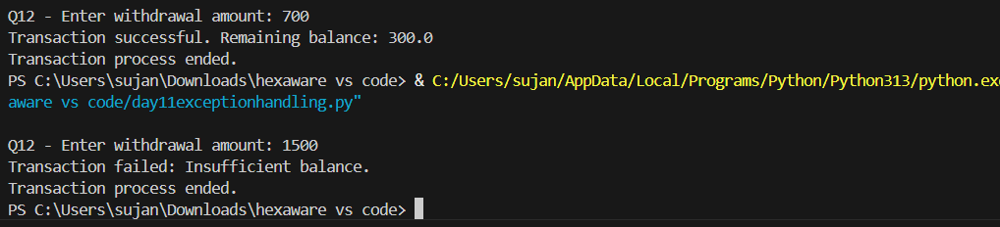 Q12 - Enter withdrawal amount: 700
Transaction successful. Remaining balance: 300.0
Transaction process ended.
PS C:\Users\sujan\Downloads\hexaware vs code> & C:/Users/sujan/AppData/Local/Programs/Python/Python313/python.exe
aware vs code/day11exceptionhandling.py"
Q12 - Enter withdrawal amount: 1500
Transaction failed: Insufficient balance.
Transaction process ended.
PS C:\Users\sujan\Downloads\hexaware vs code>